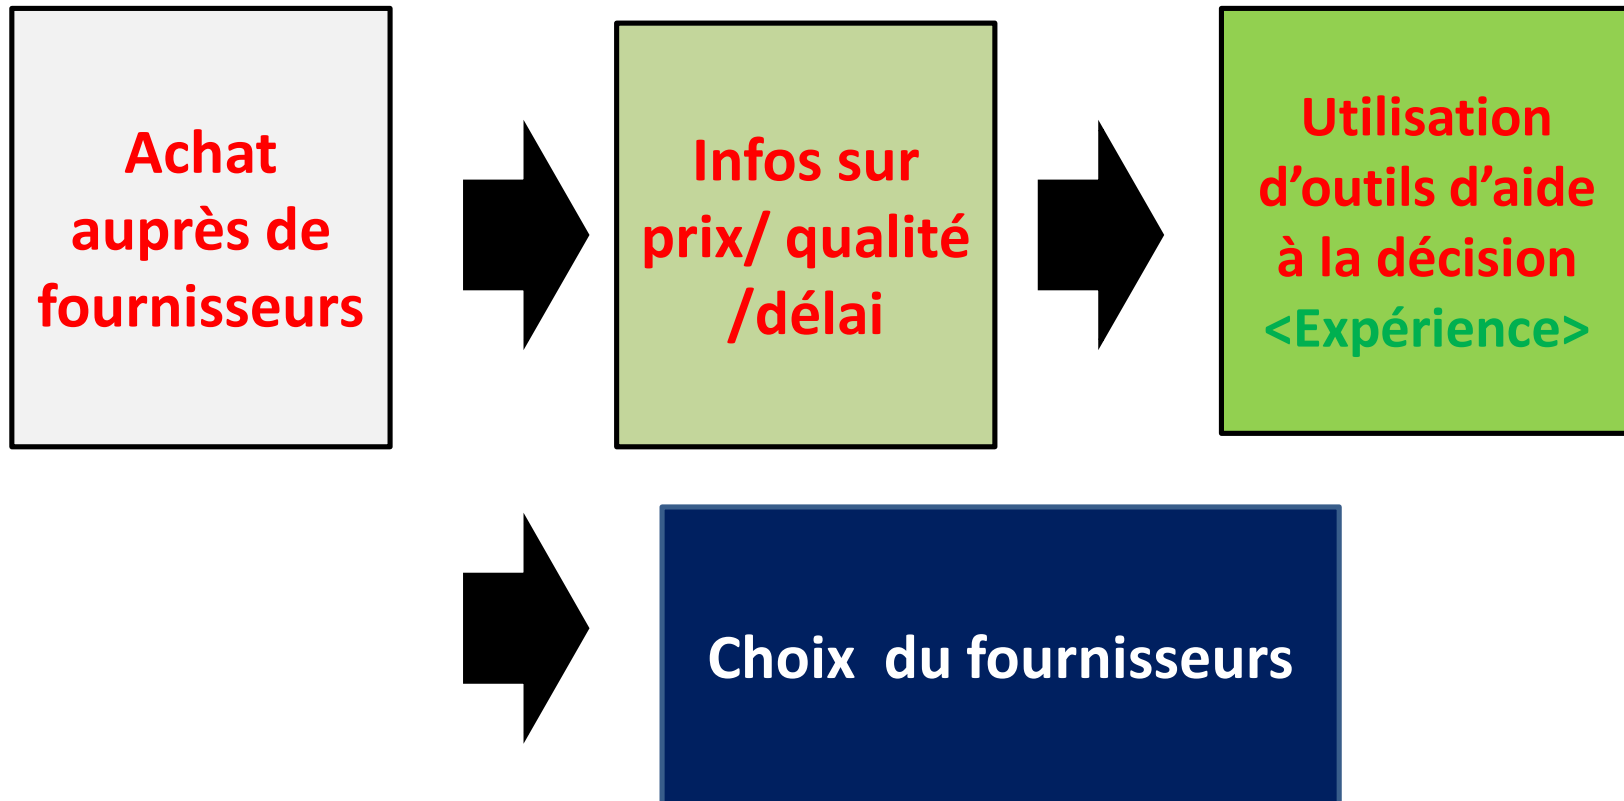 Achat
auprès de
fournisseurs
Infos sur
prix/ qualité
/délai
Utilisation
d’outils d’aide
à la décision
<Expérience>
Choix  du fournisseurs